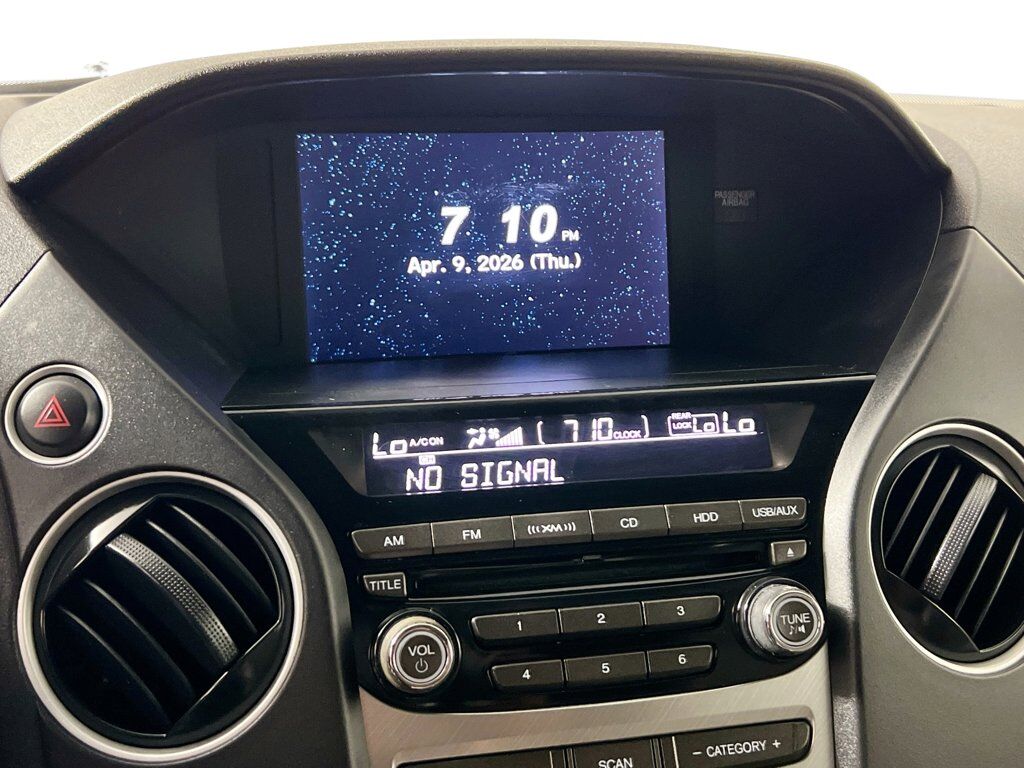 7 10 PM
Apr. 9, 2026 (Thu.)
PASSENGER
AIRBAG
Lo A/C ON ( 7 10 CLOCK ) REAR LOCK Lo Lo
NO SIGNAL
AM FM ((XM)) CD HDD USB/AUX
TITLE
1 2 3
VOL
TUNE
4 5 6
SCAN
- CATEGORY +